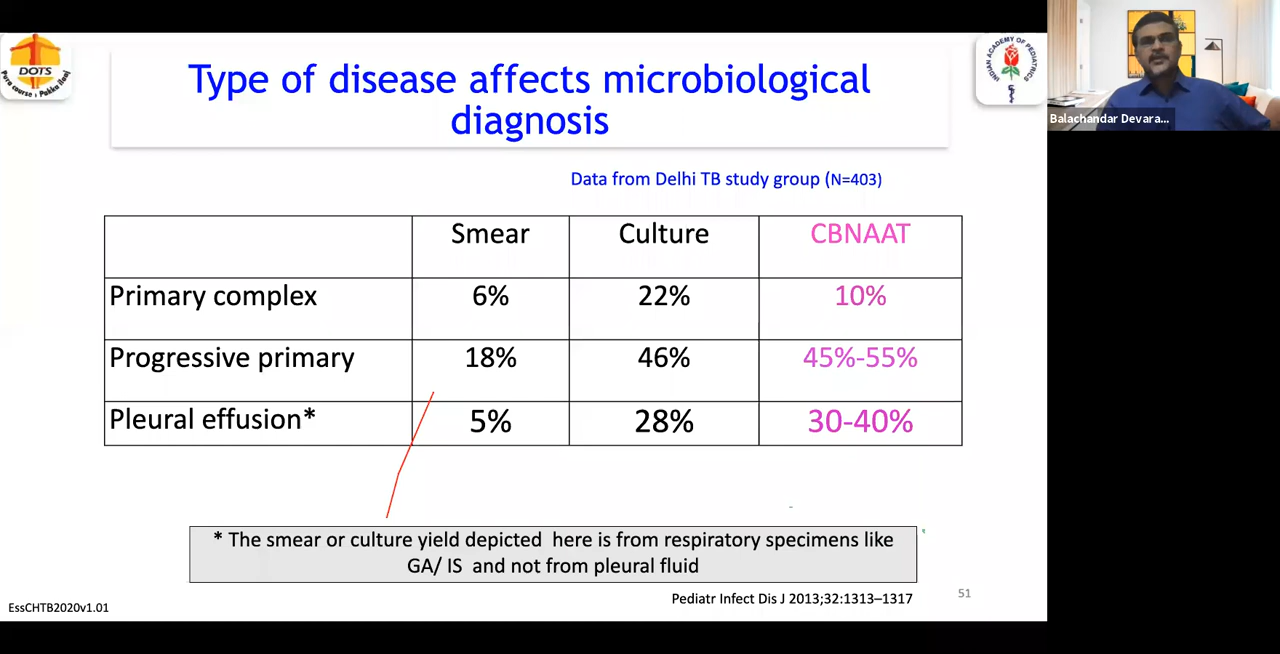 DOTS
Pura course : Pakka ilaj
INDIAN ACADEMY OF PEDIATRICS
Balachandar Devara...
Type of disease affects microbiological
diagnosis
Data from Delhi TB study group (N=403)
Smear Culture CBNAAT
Primary complex 6% 22% 10%
Progressive primary 18% 46% 45%-55%
Pleural effusion* 5% 28% 30-40%
* The smear or culture yield depicted here is from respiratory specimens like
GA/ IS and not from pleural fluid
Pediatr Infect Dis J 2013;32:1313–1317
51
EssCHTB2020v1.01